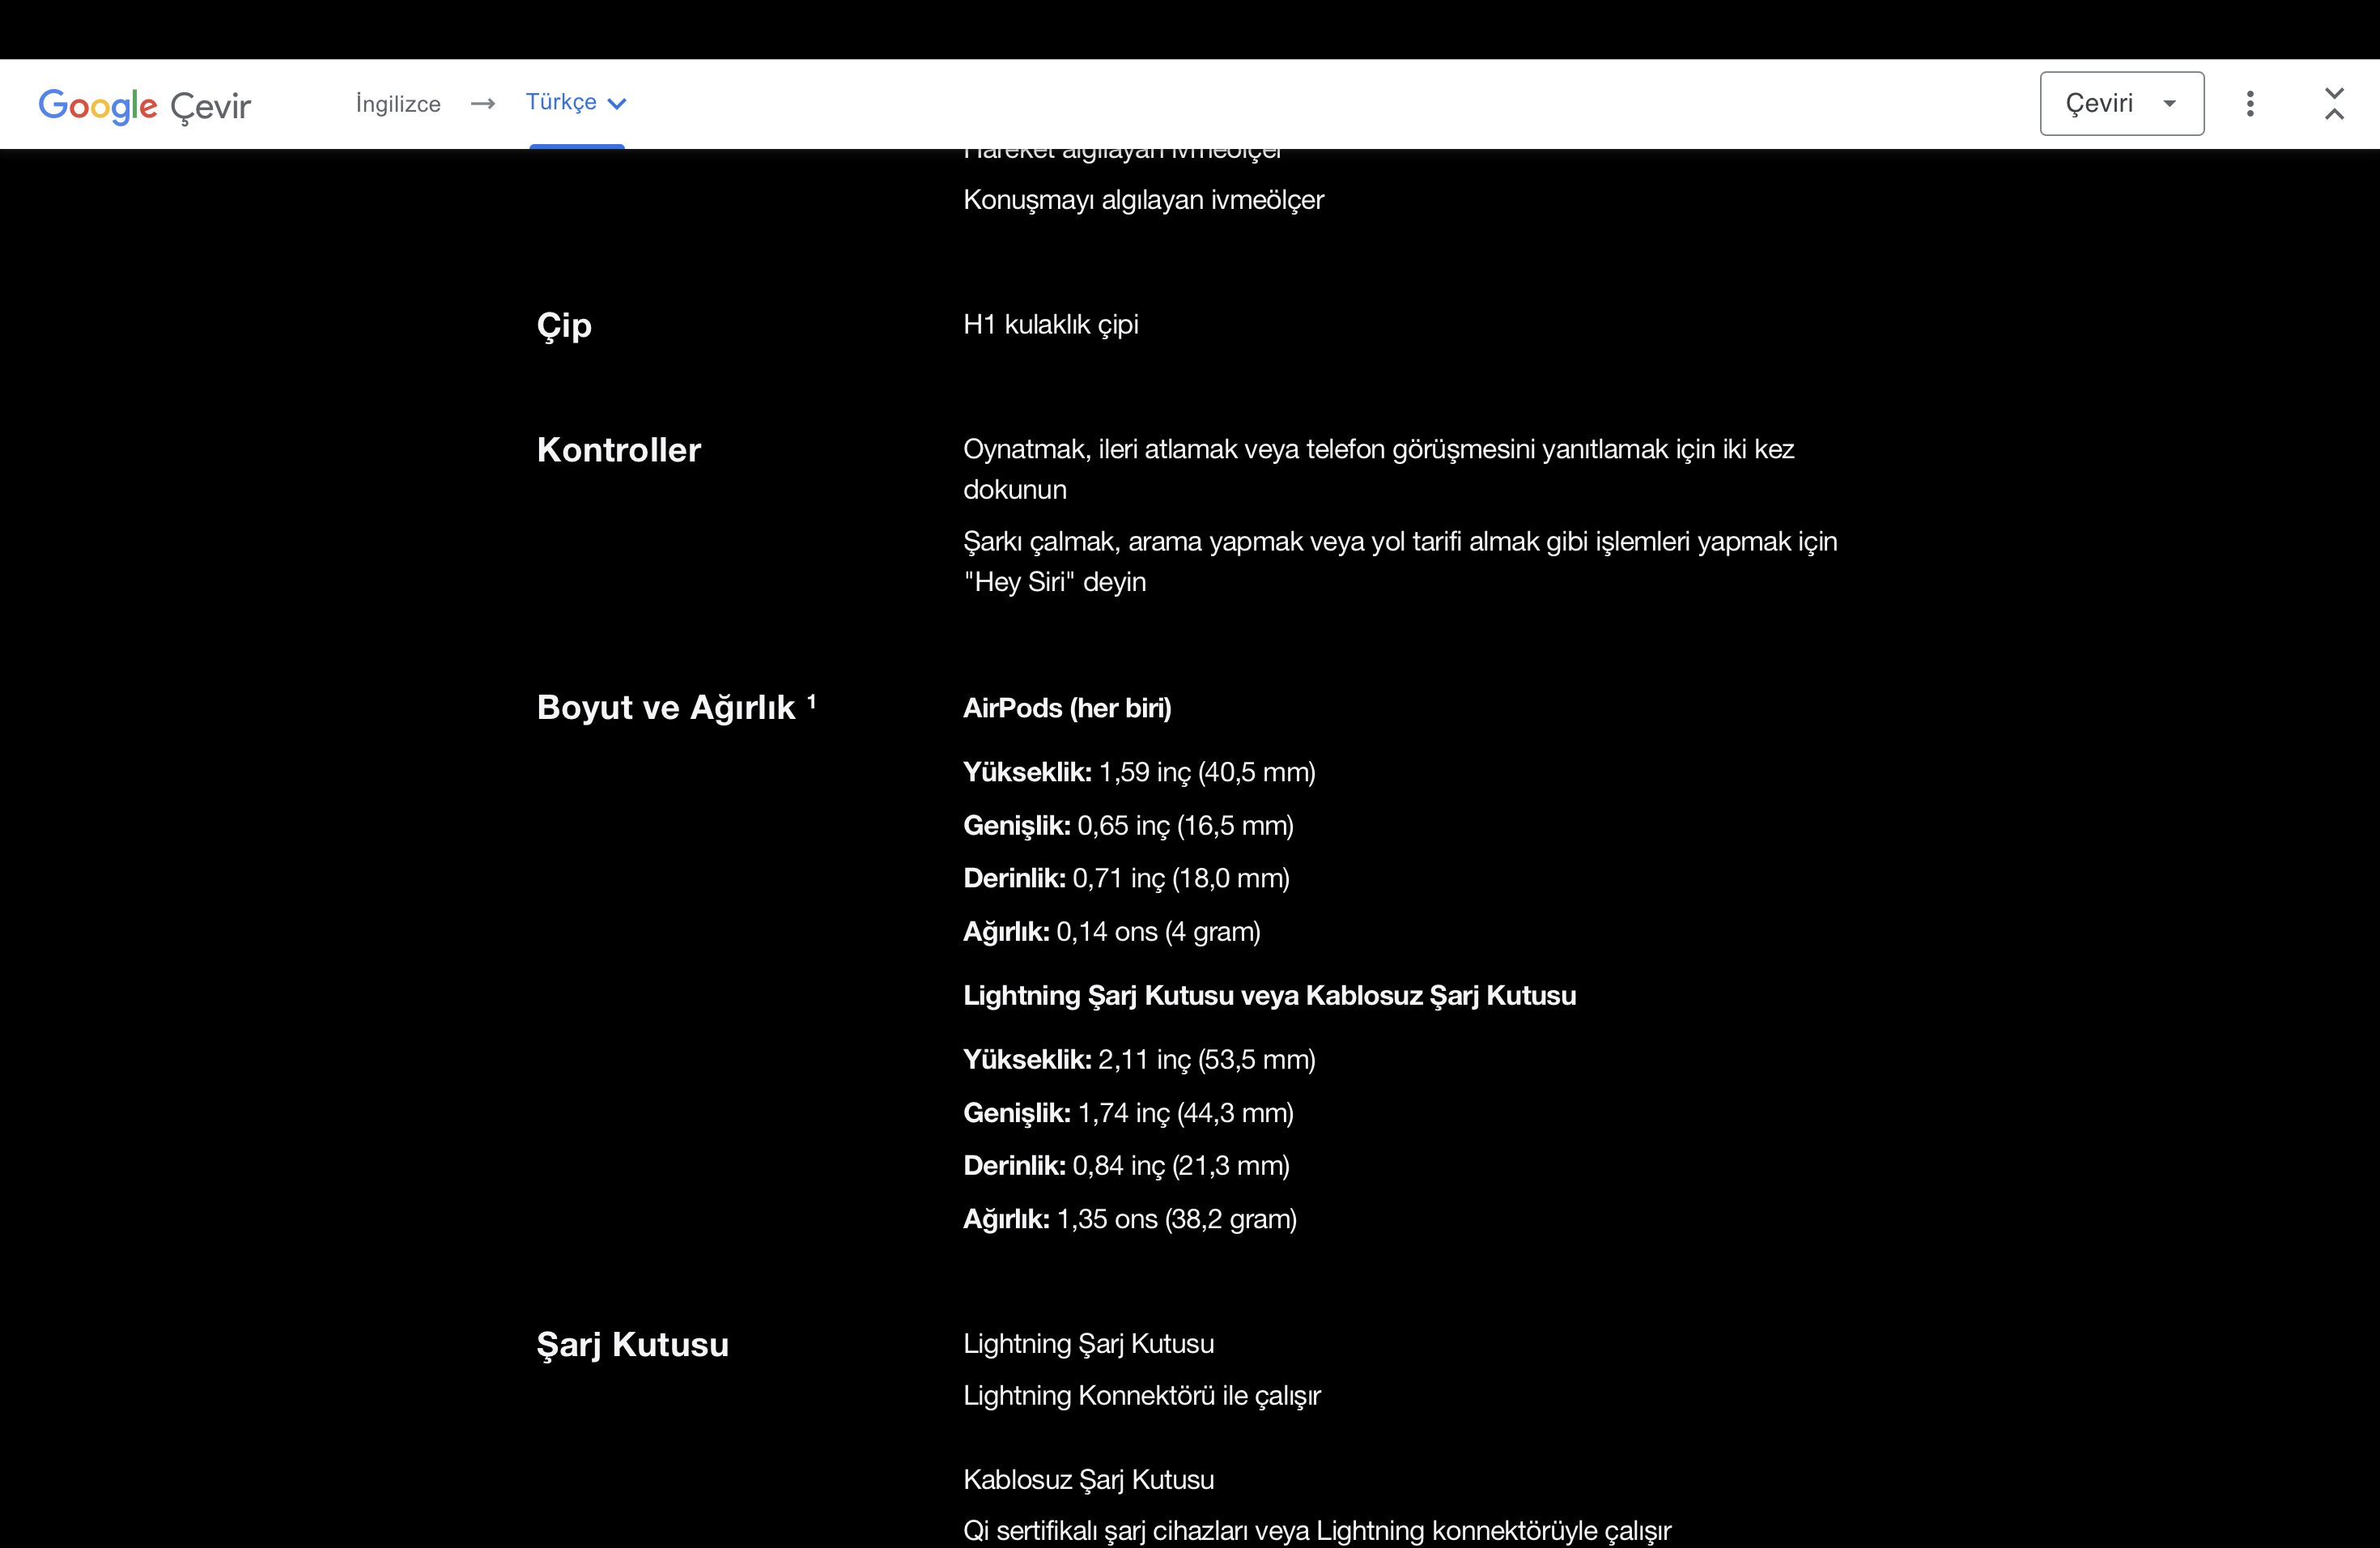 Google Çevir
İngilizce → Türkçe
Çeviri
Hareket algılayan ivmeölçer
Konuşmayı algılayan ivmeölçer
Çip
H1 kulaklık çipi
Kontroller
Oynatmak, ileri atlamak veya telefon görüşmesini yanıtlamak için iki kez
dokunun
Şarkı çalmak, arama yapmak veya yol tarifi almak gibi işlemleri yapmak için
"Hey Siri" deyin
Boyut ve Ağırlık ¹
AirPods (her biri)
Yükseklik: 1,59 inç (40,5 mm)
Genişlik: 0,65 inç (16,5 mm)
Derinlik: 0,71 inç (18,0 mm)
Ağırlık: 0,14 ons (4 gram)
Lightning Şarj Kutusu veya Kablosuz Şarj Kutusu
Yükseklik: 2,11 inç (53,5 mm)
Genişlik: 1,74 inç (44,3 mm)
Derinlik: 0,84 inç (21,3 mm)
Ağırlık: 1,35 ons (38,2 gram)
Şarj Kutusu
Lightning Şarj Kutusu
Lightning Konnektörü ile çalışır
Kablosuz Şarj Kutusu
Qi sertifikalı şarj cihazları veya Lightning konnektörüyle çalışır